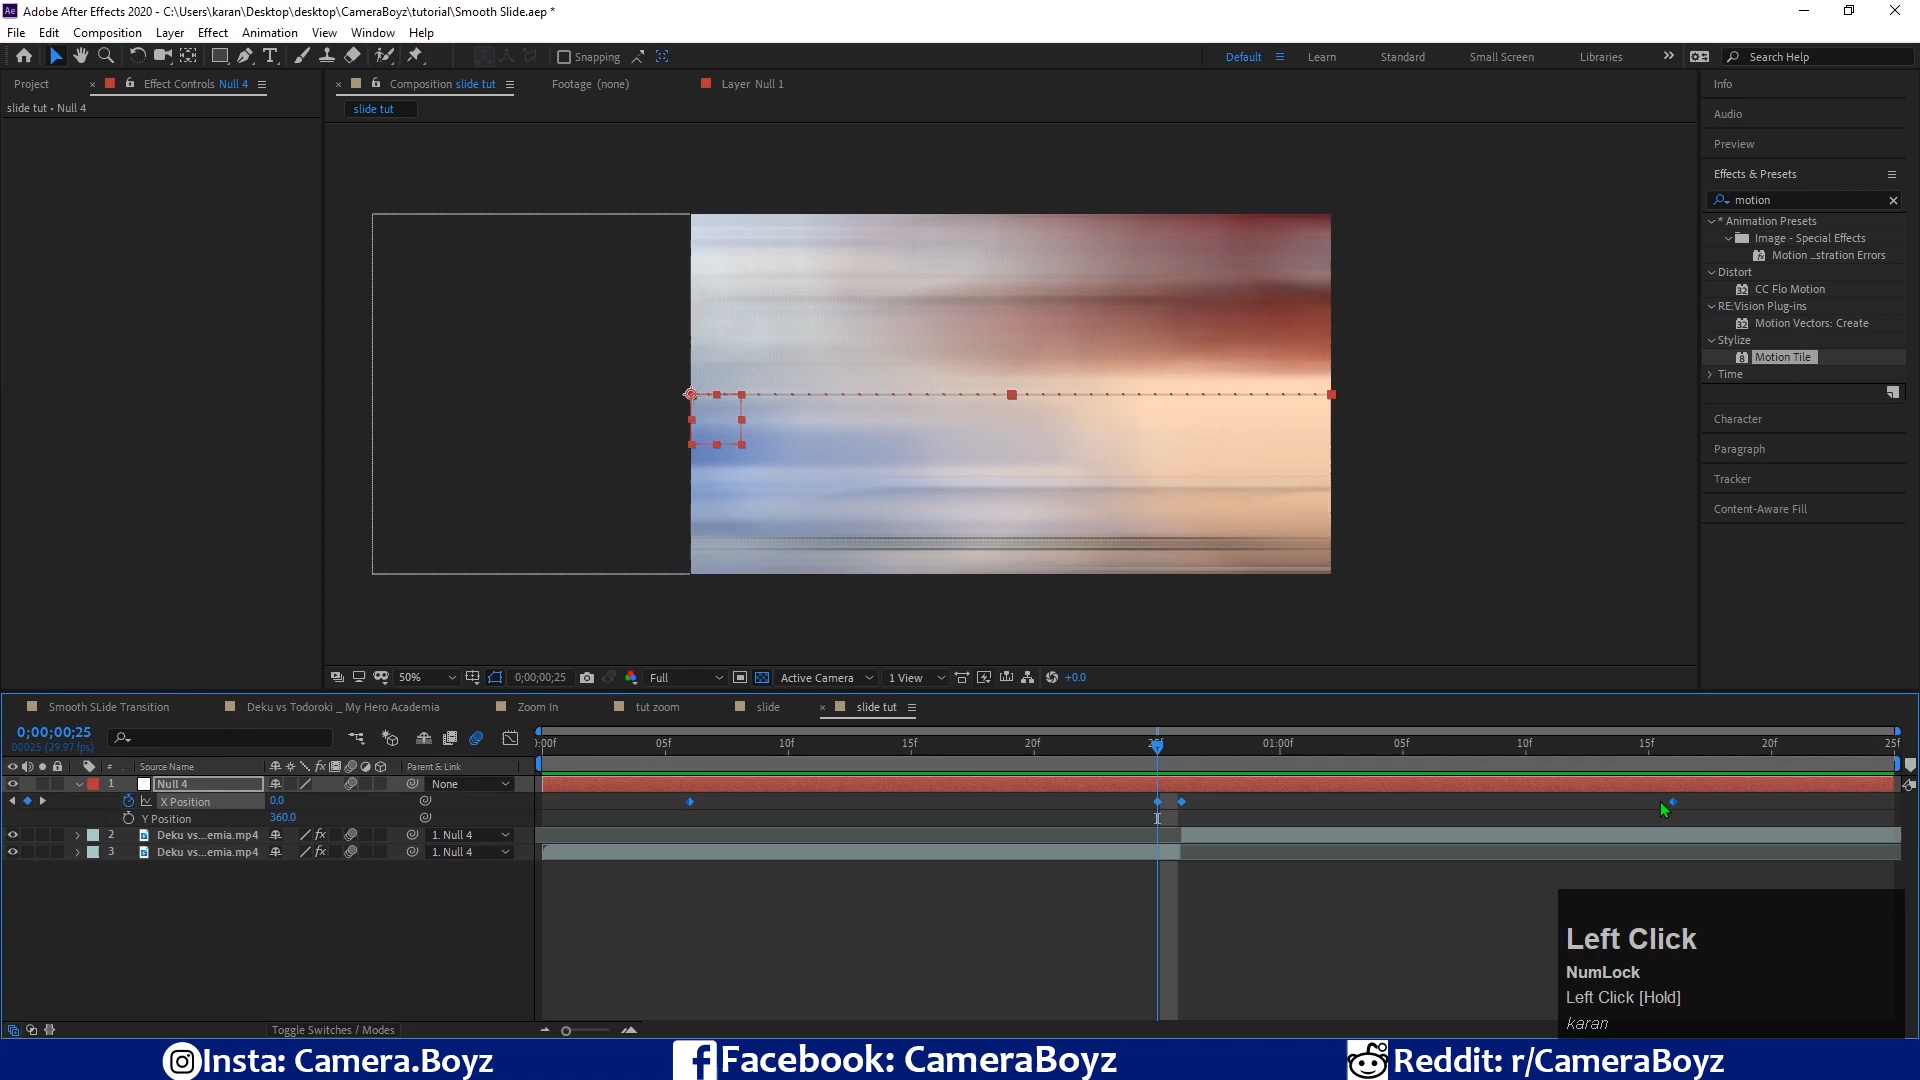 Adobe After Effects 2020 - C:\Users\karan\Desktop\desktop\CameraBoyz\tutorial\Smooth Slide.aep *
File Edit Composition Layer Effect Animation View Window Help
Snapping
Default Learn Standard Small Screen Libraries Search Help
Project Effect Controls Null 4
Composition slide tut
Footage (none)
Layer Null 1
slide tut • Null 4
slide tut
Info
Audio
Preview
Effects & Presets
motion
* Animation Presets
Image - Special Effects
Motion ...stration Errors
Distort
CC Flo Motion
RE:Vision Plug-ins
Motion Vectors: Create
Stylize
Motion Tile
Time
Character
Paragraph
Tracker
Content-Aware Fill
50% 0;00;00;25 Full Active Camera 1 View +0.0
Smooth SLide Transition Deku vs Todoroki _ My Hero Academia Zoom In tut zoom slide slide tut
0;00;00;25
00025 (29.97 fps)
):00f 05f 10f 15f 20f 25f 01:00f 05f 10f 15f 20f 25f
# Source Name Parent & Link
1 Null 4 None
X Position 0.0
Y Position 360.0
2 Deku vs...emia.mp4 fx 1. Null 4
3 Deku vs...emia.mp4 fx 1. Null 4
Toggle Switches / Modes
Left Click
NumLock
Left Click [Hold]
karan
Insta: Camera.Boyz Facebook: CameraBoyz Reddit: r/CameraBoyz